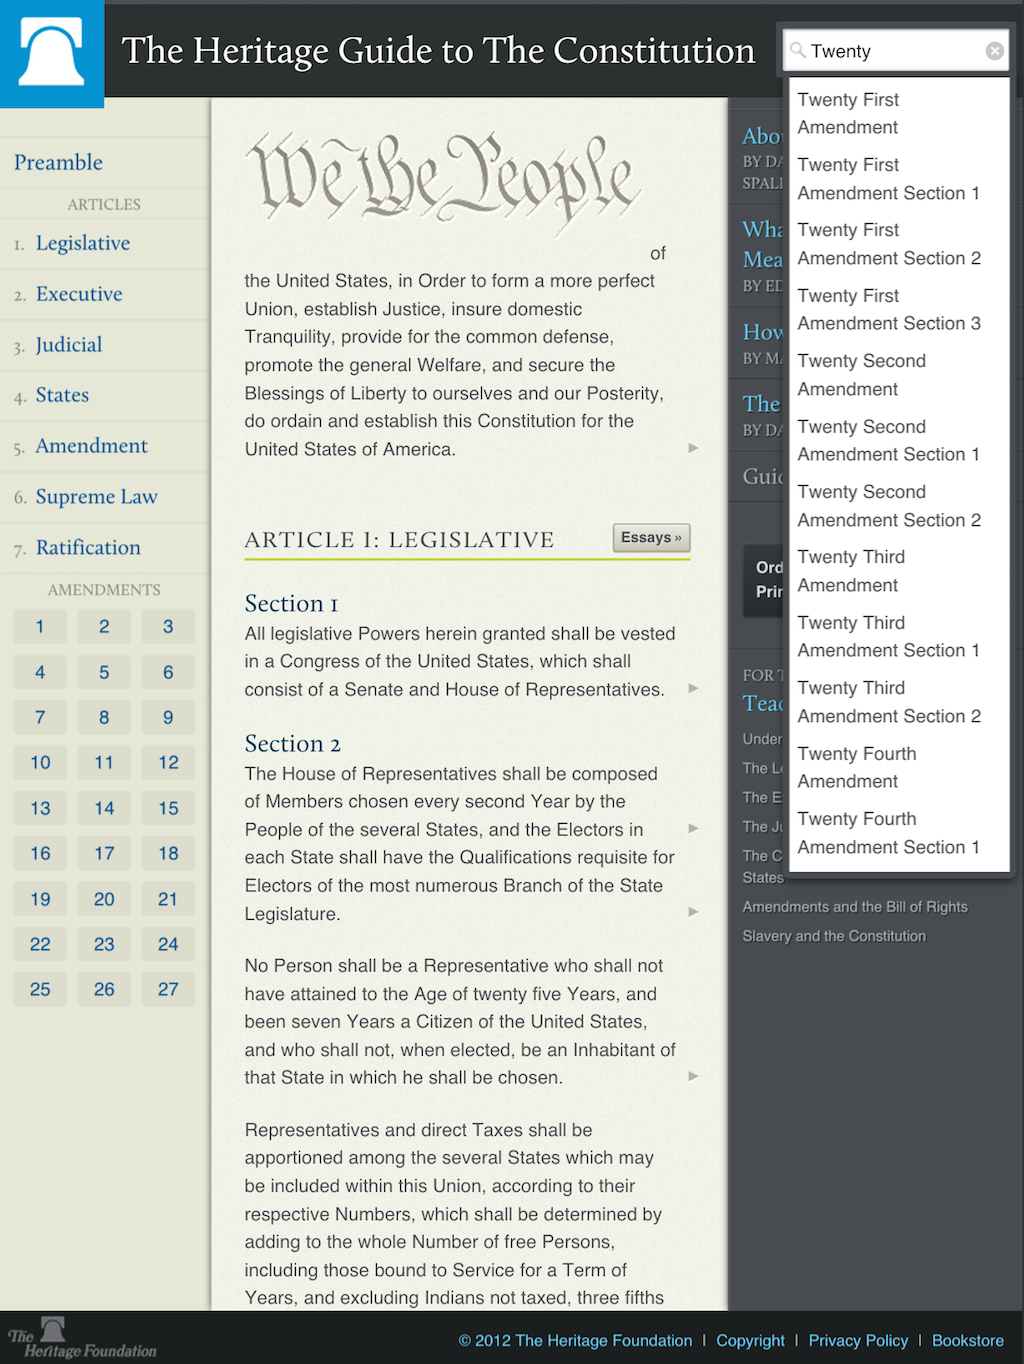 The Heritage Guide to The Constitution
Twenty
Twenty First
Amendment
Twenty First
Amendment Section 1
Twenty First
Amendment Section 2
Twenty First
Amendment Section 3
Twenty Second
Amendment
Twenty Second
Amendment Section 1
Twenty Second
Amendment Section 2
Twenty Third
Amendment
Twenty Third
Amendment Section 1
Twenty Third
Amendment Section 2
Twenty Fourth
Amendment
Twenty Fourth
Amendment Section 1
Preamble
ARTICLES
1. Legislative
2. Executive
3. Judicial
4. States
5. Amendment
6. Supreme Law
7. Ratification
AMENDMENTS
1 2 3
4 5 6
7 8 9
10 11 12
13 14 15
16 17 18
19 20 21
22 23 24
25 26 27
We the People
of
the United States, in Order to form a more perfect
Union, establish Justice, insure domestic
Tranquility, provide for the common defense,
promote the general Welfare, and secure the
Blessings of Liberty to ourselves and our Posterity,
do ordain and establish this Constitution for the
United States of America.
ARTICLE I: LEGISLATIVE
Essays »
Section 1
All legislative Powers herein granted shall be vested
in a Congress of the United States, which shall
consist of a Senate and House of Representatives.
Section 2
The House of Representatives shall be composed
of Members chosen every second Year by the
People of the several States, and the Electors in
each State shall have the Qualifications requisite for
Electors of the most numerous Branch of the State
Legislature.
No Person shall be a Representative who shall not
have attained to the Age of twenty five Years, and
been seven Years a Citizen of the United States,
and who shall not, when elected, be an Inhabitant of
that State in which he shall be chosen.
Representatives and direct Taxes shall be
apportioned among the several States which may
be included within this Union, according to their
respective Numbers, which shall be determined by
adding to the whole Number of free Persons,
including those bound to Service for a Term of
Years, and excluding Indians not taxed, three fifths
BY
BY
How
BY
The
BY
FOR
The
The
The
The
States
Amendments and the Bill of Rights
Slavery and the Constitution
The
Heritage Foundation
© 2012 The Heritage Foundation | Copyright | Privacy Policy | Bookstore